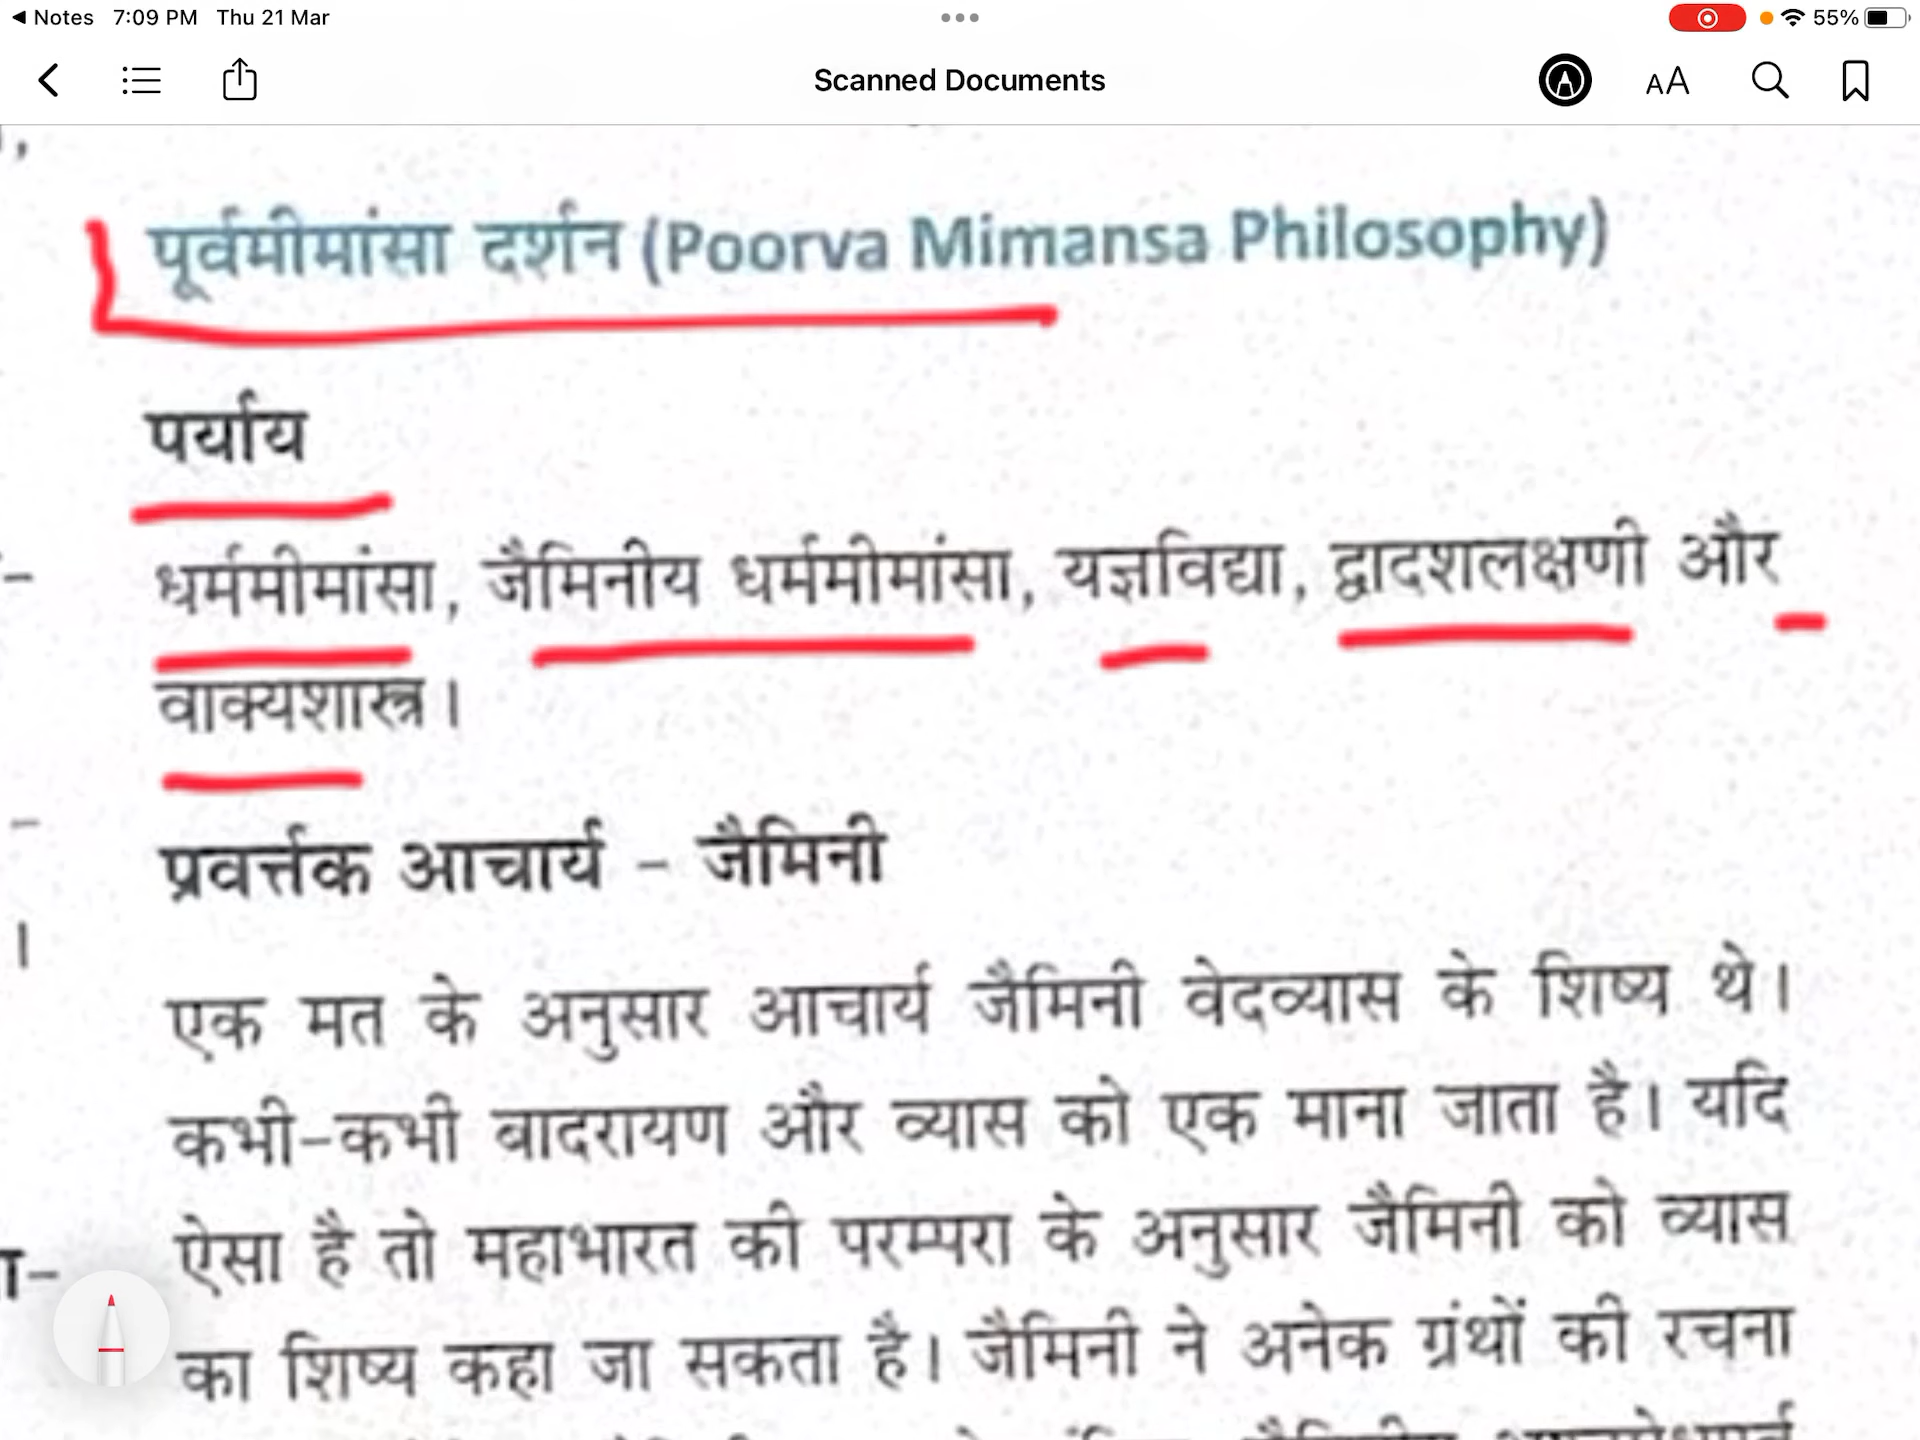 Notes 7:09 PM Thu 21 Mar
55%
Scanned Documents
AA
पूर्वमीमांसा दर्शन (Poorva Mimansa Philosophy)
पर्याय
धर्ममीमांसा, जैमिनीय धर्ममीमांसा, यज्ञविद्या, द्वादशलक्षणी और
वाक्यशास्त्र।
प्रवर्त्तक आचार्य – जैमिनी
एक मत के अनुसार आचार्य जैमिनी वेदव्यास के शिष्य थे।
कभी-कभी बादरायण और व्यास को एक माना जाता है। यदि
ऐसा है तो महाभारत की परम्परा के अनुसार जैमिनी को व्यास
का शिष्य कहा जा सकता है। जैमिनी ने अनेक ग्रंथों की रचना